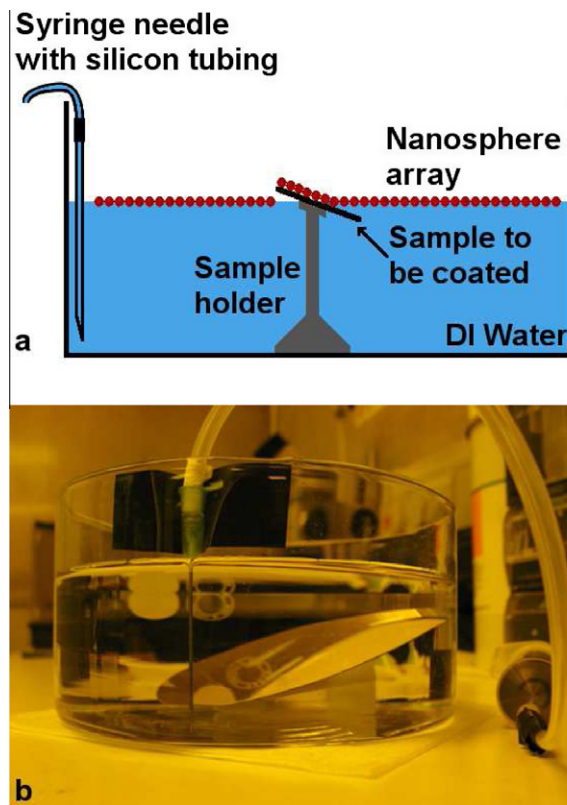 Syringe needle
with silicon tubing
Nanosphere
array
Sample to
be coated
Sample
holder
DI Water
a
b